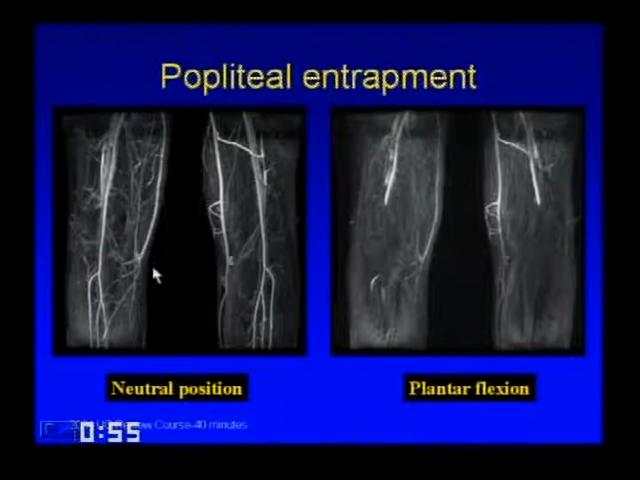 Popliteal entrapment
Neutral position
Plantar flexion
Course-40 minutes
0:55